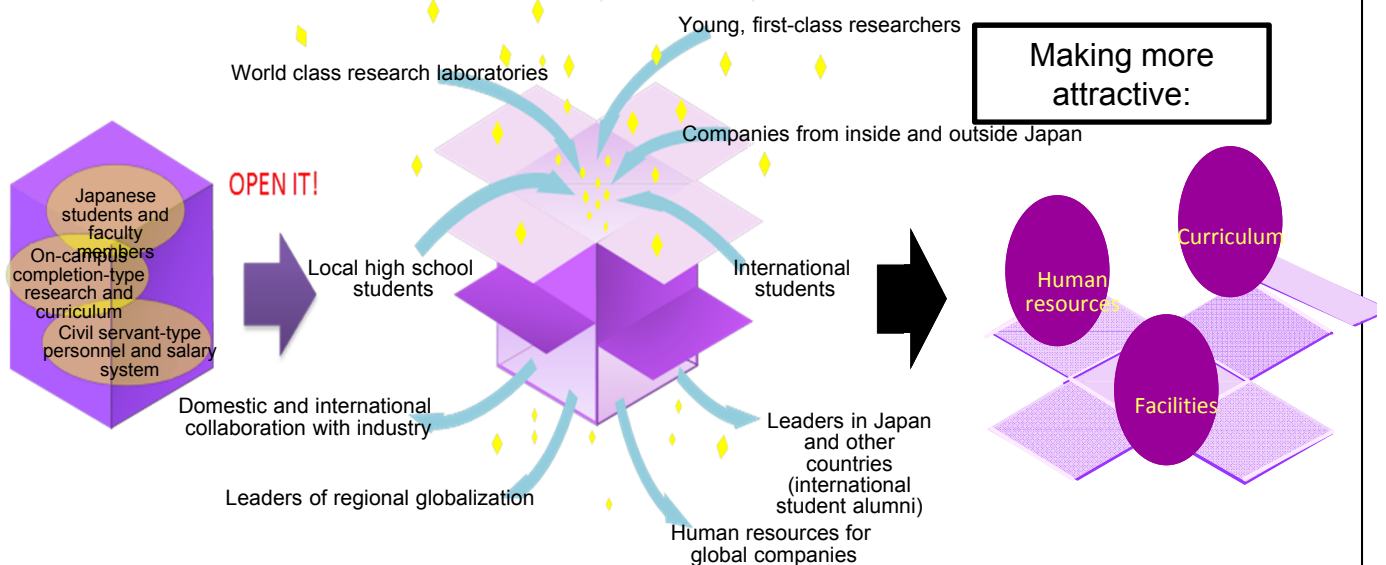 Young, first-class researchers
World class research laboratories
Making more
attractive:
Companies from inside and outside Japan
OPEN IT!
Japanese
students and
faculty
members
On-campus
completion-type
research and
curriculum
Civil servant-type
personnel and salary
system
Local high school
students
International
students
Curriculum
Human
resources
Facilities
Domestic and international
collaboration with industry
Leaders in Japan
and other
countries
(international
student alumni)
Leaders of regional globalization
Human resources for
global companies